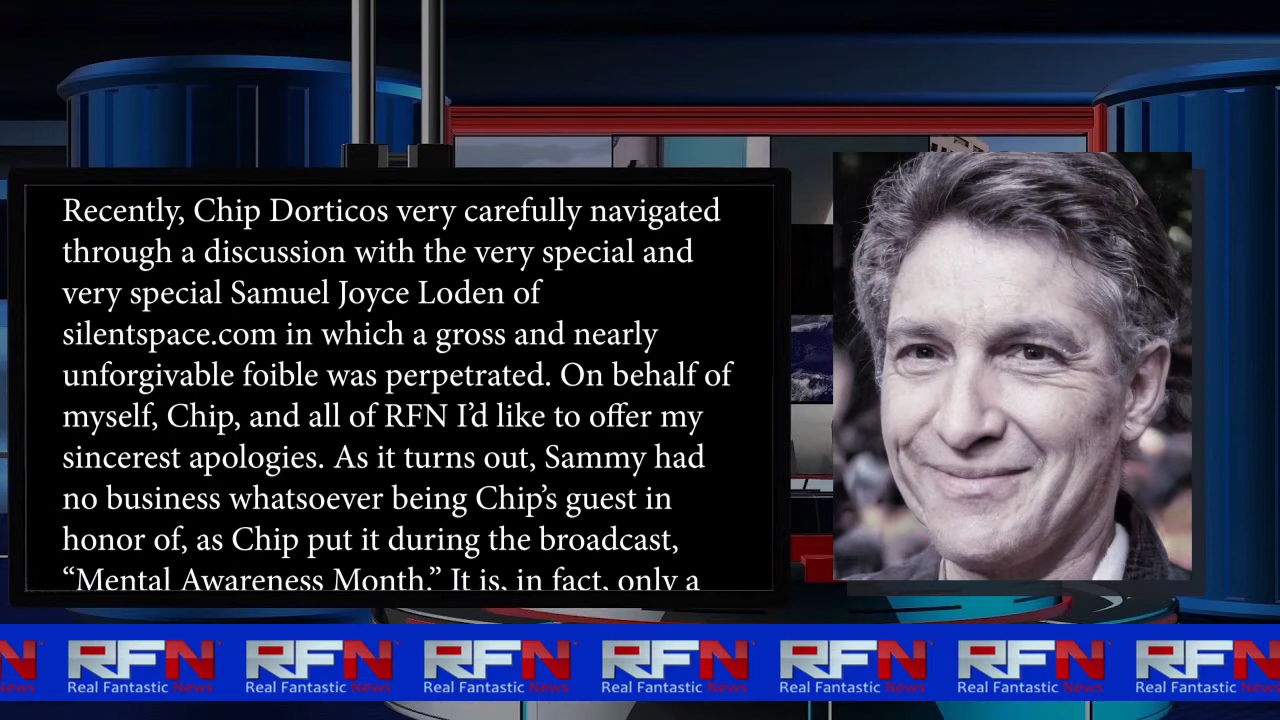 Recently, Chip Dorticos very carefully navigated
through a discussion with the very special and
very special Samuel Joyce Loden of
silentspace.com in which a gross and nearly
unforgivable foible was perpetrated. On behalf of
myself, Chip, and all of RFN I’d like to offer my
sincerest apologies. As it turns out, Sammy had
no business whatsoever being Chip’s guest in
honor of, as Chip put it during the broadcast,
“Mental Awareness Month.” It is, in fact, only a
N RFN RFN RFN RFN RFN RFN RFN
News Real Fantastic News Real Fantastic News Real Fantastic News Real Fantastic News Real Fantastic News Real Fantastic News Real Fantastic News